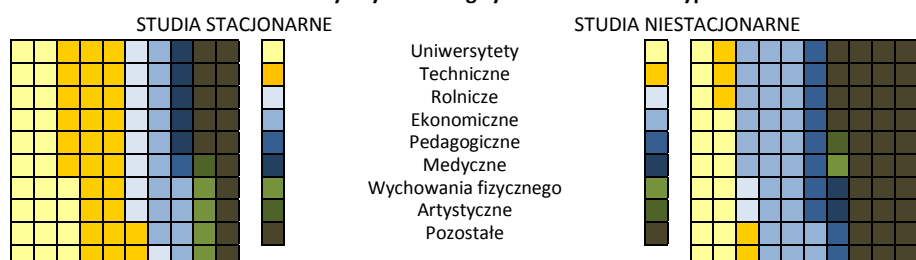 STUDIA STACJONARNE STUDIA NIESTACJONARNE
Uniwersytety
Techniczne
Rolnicze
Ekonomiczne
Pedagogiczne
Medyczne
Wychowania fizycznego
Artystyczne
Pozostałe